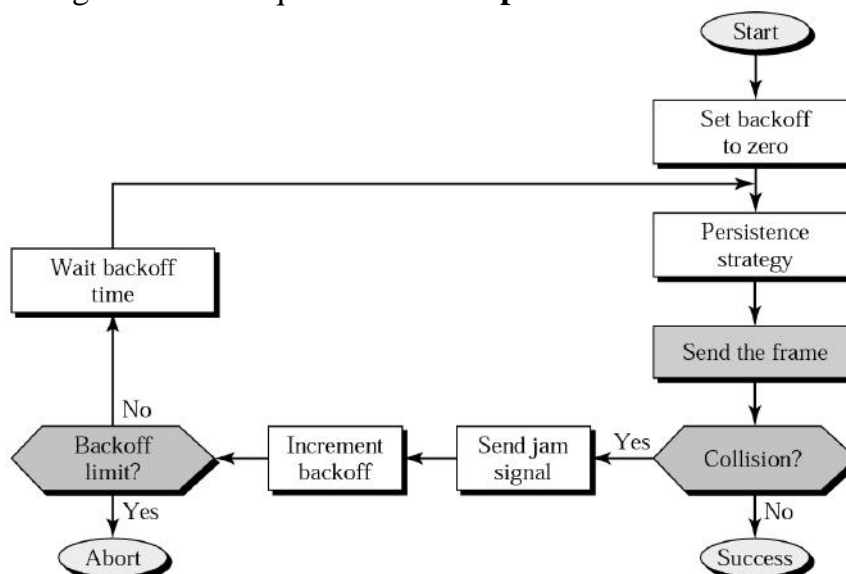 Start
Set backoff
to zero
Persistence
strategy
Wait backoff
time
Send the frame
No
Yes
Backoff
limit?
Increment
backoff
Send jam
signal
Collision?
Yes
No
Abort
Success